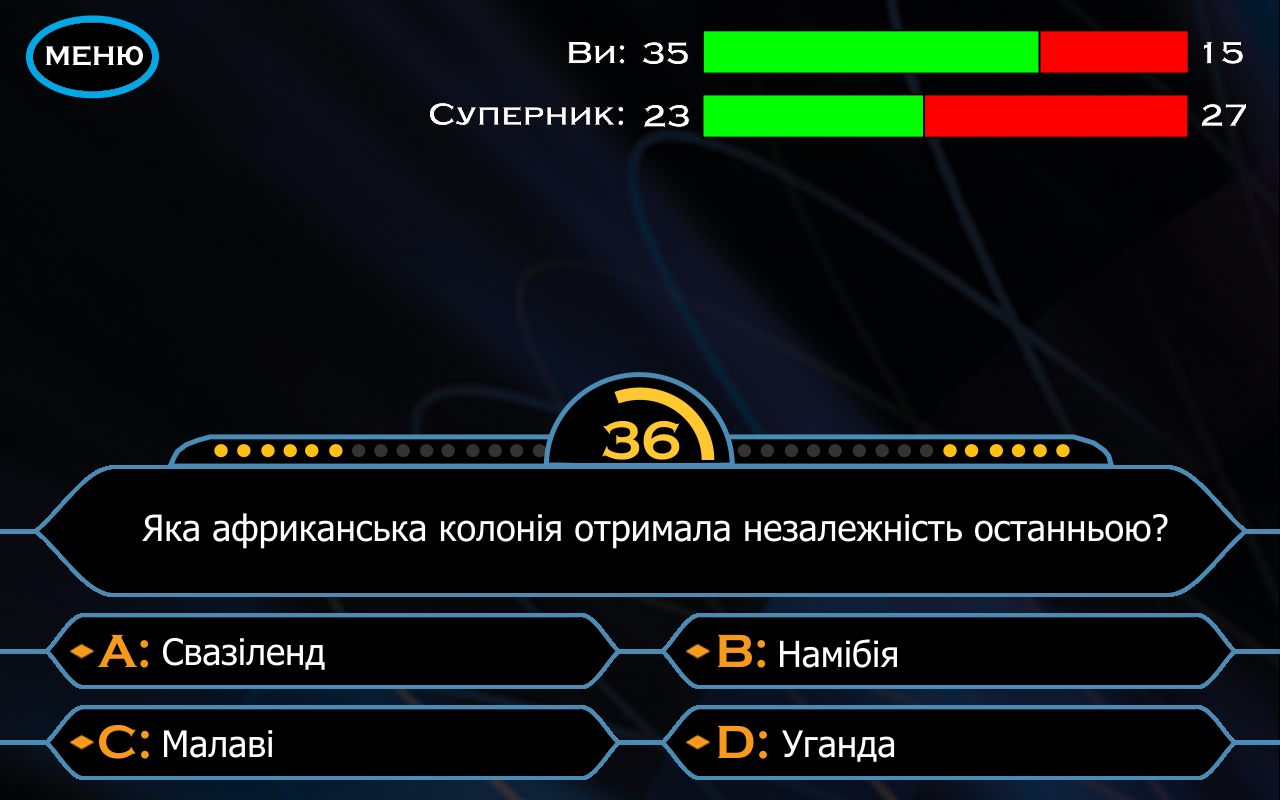 МЕНЮ
Ви: 35 15
Суперник: 23 27
36
Яка африканська колонія отримала незалежність останньою?
A: Свазіленд
B: Намібія
C: Малаві
D: Уганда